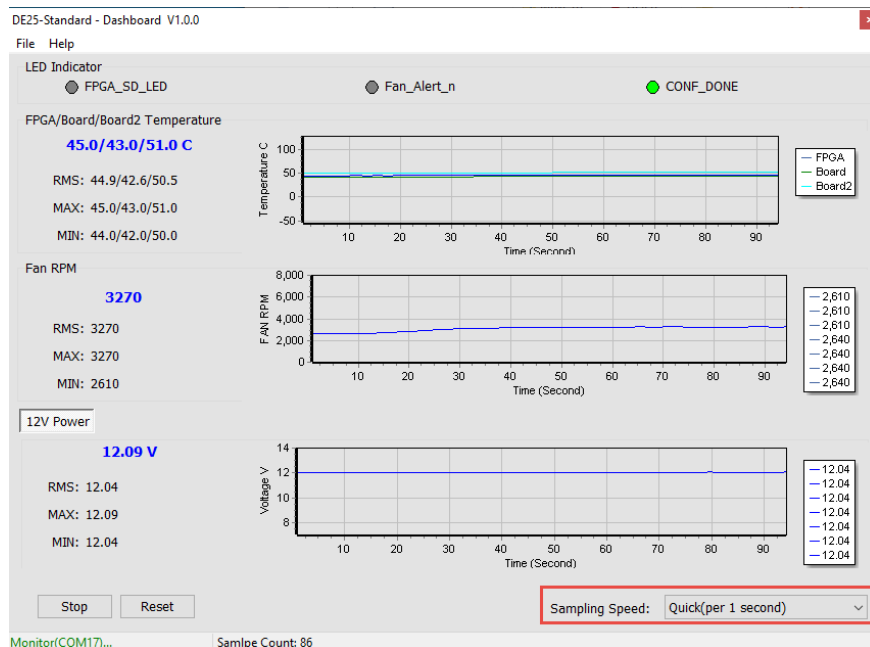 DE25-Standard - Dashboard V1.0.0
File Help
LED Indicator
FPGA_SD_LED Fan_Alert_n CONF_DONE
FPGA/Board/Board2 Temperature
45.0/43.0/51.0 C
RMS: 44.9/42.6/50.5
MAX: 45.0/43.0/51.0
MIN: 44.0/42.0/50.0
Temperature C
100
50
0
-50
10 20 30 40 50 60 70 80 90
Time (Second)
FPGA
Board
Board2
Fan RPM
3270
RMS: 3270
MAX: 3270
MIN: 2610
FAN RPM
8,000
6,000
4,000
2,000
0
10 20 30 40 50 60 70 80 90
Time (Second)
2,610
2,610
2,610
2,640
2,640
2,640
2,640
12V Power
12.09 V
RMS: 12.04
MAX: 12.09
MIN: 12.04
Voltage V
14
12
10
8
10 20 30 40 50 60 70 80 90
Time (Second)
12.04
12.04
12.04
12.04
12.04
12.04
12.04
Stop Reset
Sampling Speed: Quick(per 1 second)
Monitor(COM17)... Samlpe Count: 86